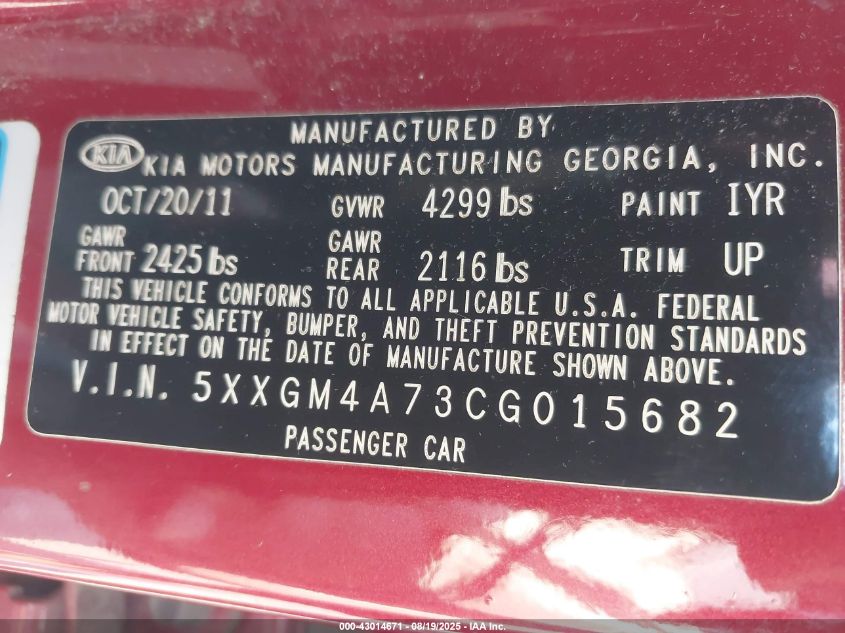 MANUFACTURED BY
KIA KIA MOTORS MANUFACTURING GEORGIA, INC.
OCT/20/11 GVWR 4299 lbs PAINT IYR
GAWR FRONT 2425 lbs GAWR REAR 2116 lbs TRIM UP
THIS VEHICLE CONFORMS TO ALL APPLICABLE U.S.A. FEDERAL
MOTOR VEHICLE SAFETY, BUMPER, AND THEFT PREVENTION STANDARDS
IN EFFECT ON THE DATE OF MANUFACTURE SHOWN ABOVE.
V.I.N. 5XXGM4A73CG015682
PASSENGER CAR
000-43014671 - 08/19/2025 - IAA Inc.